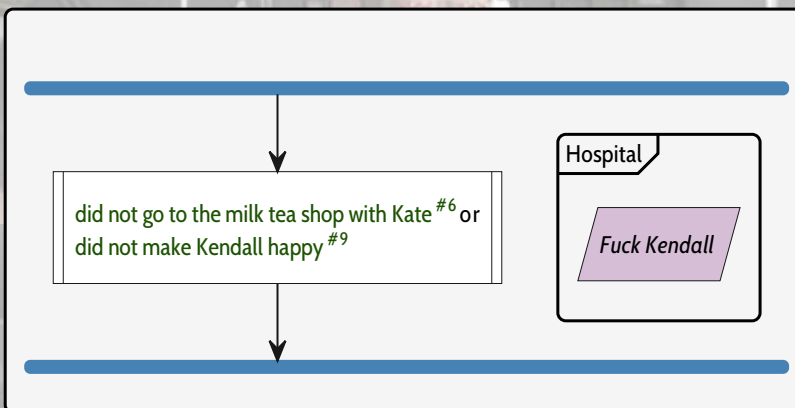 did not go to the milk tea shop with Kate #6 or
did not make Kendall happy #9
Hospital
Fuck Kendall